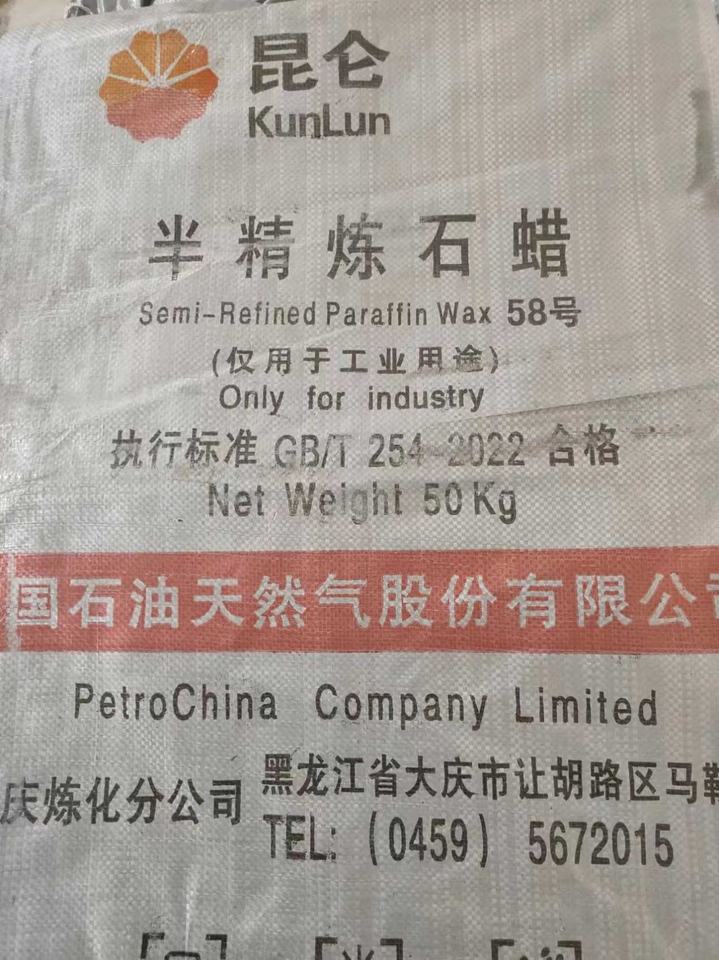 昆仑
KunLun
半精炼石蜡
Semi-Refined Paraffin Wax 58号
(仅用于工业用途)
Only for industry
执行标准 GB/T 254-2022 合格
Net Weight 50Kg
国石油天然气股份有限公司
PetroChina Company Limited
庆炼化分公司
黑龙江省大庆市让胡路区马鞍
TEL: (0459) 5672015